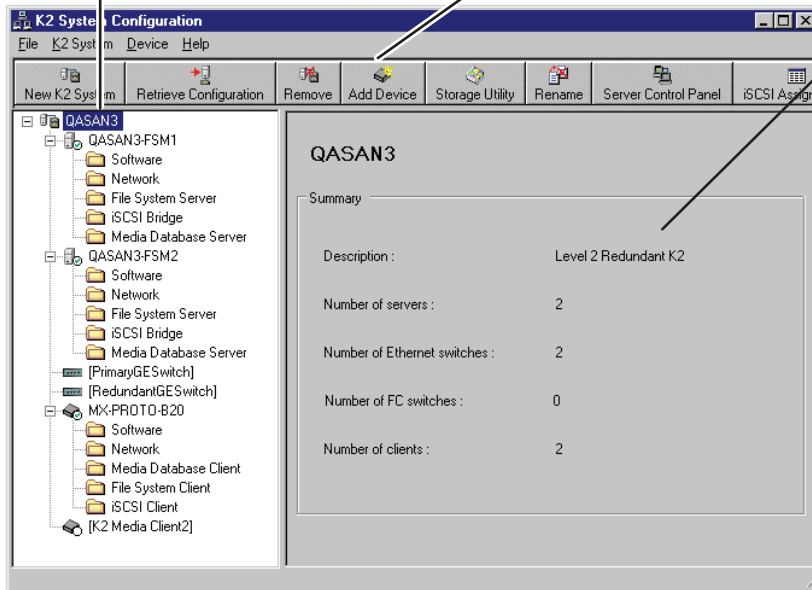 K2 System Configuration
File K2 System Device Help
New K2 System Retrieve Configuration Remove Add Device Storage Utility Rename Server Control Panel iSCSI
QASAN3
QASAN3-FSM1
Software
Network
File System Server
iSCSI Bridge
Media Database Server
QASAN3-FSM2
Software
Network
File System Server
iSCSI Bridge
Media Database Server
[PrimaryGESwitch]
[RedundantGESwitch]
MX-PROTO-B20
Software
Network
Media Database Client
File System Client
iSCSI Client
[K2 Media Client2]
QASAN3
Summary
Description : Level 2 Redundant K2
Number of servers : 2
Number of Ethernet switches : 2
Number of FC switches : 0
Number of clients : 2